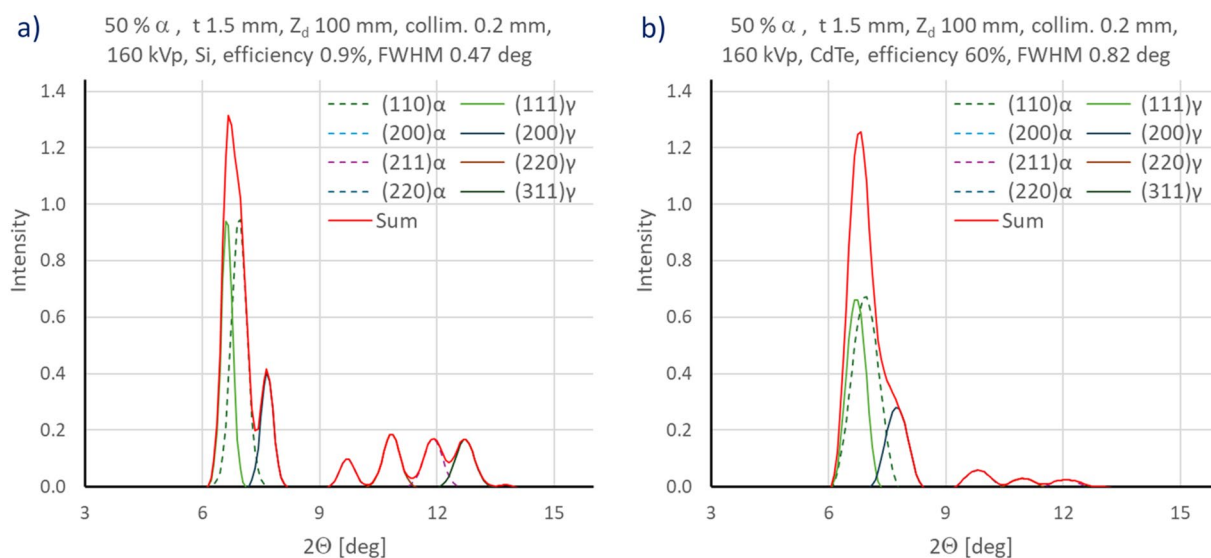 a)
50 % α , t 1.5 mm, Zd 100 mm, collim. 0.2 mm,
160 kVp, Si, efficiency 0.9%, FWHM 0.47 deg
1.4
1.2
1.0
0.8
0.6
0.4
0.2
0.0
Intensity
(110)α (111)γ
(200)α (200)γ
(211)α (220)γ
(220)α (311)γ
Sum
3 6 9 12 15
2Θ [deg]
b)
50 % α , t 1.5 mm, Zd 100 mm, collim. 0.2 mm,
160 kVp, CdTe, efficiency 60%, FWHM 0.82 deg
1.4
1.2
1.0
0.8
0.6
0.4
0.2
0.0
Intensity
(110)α (111)γ
(200)α (200)γ
(211)α (220)γ
(220)α (311)γ
Sum
3 6 9 12 15
2Θ [deg]